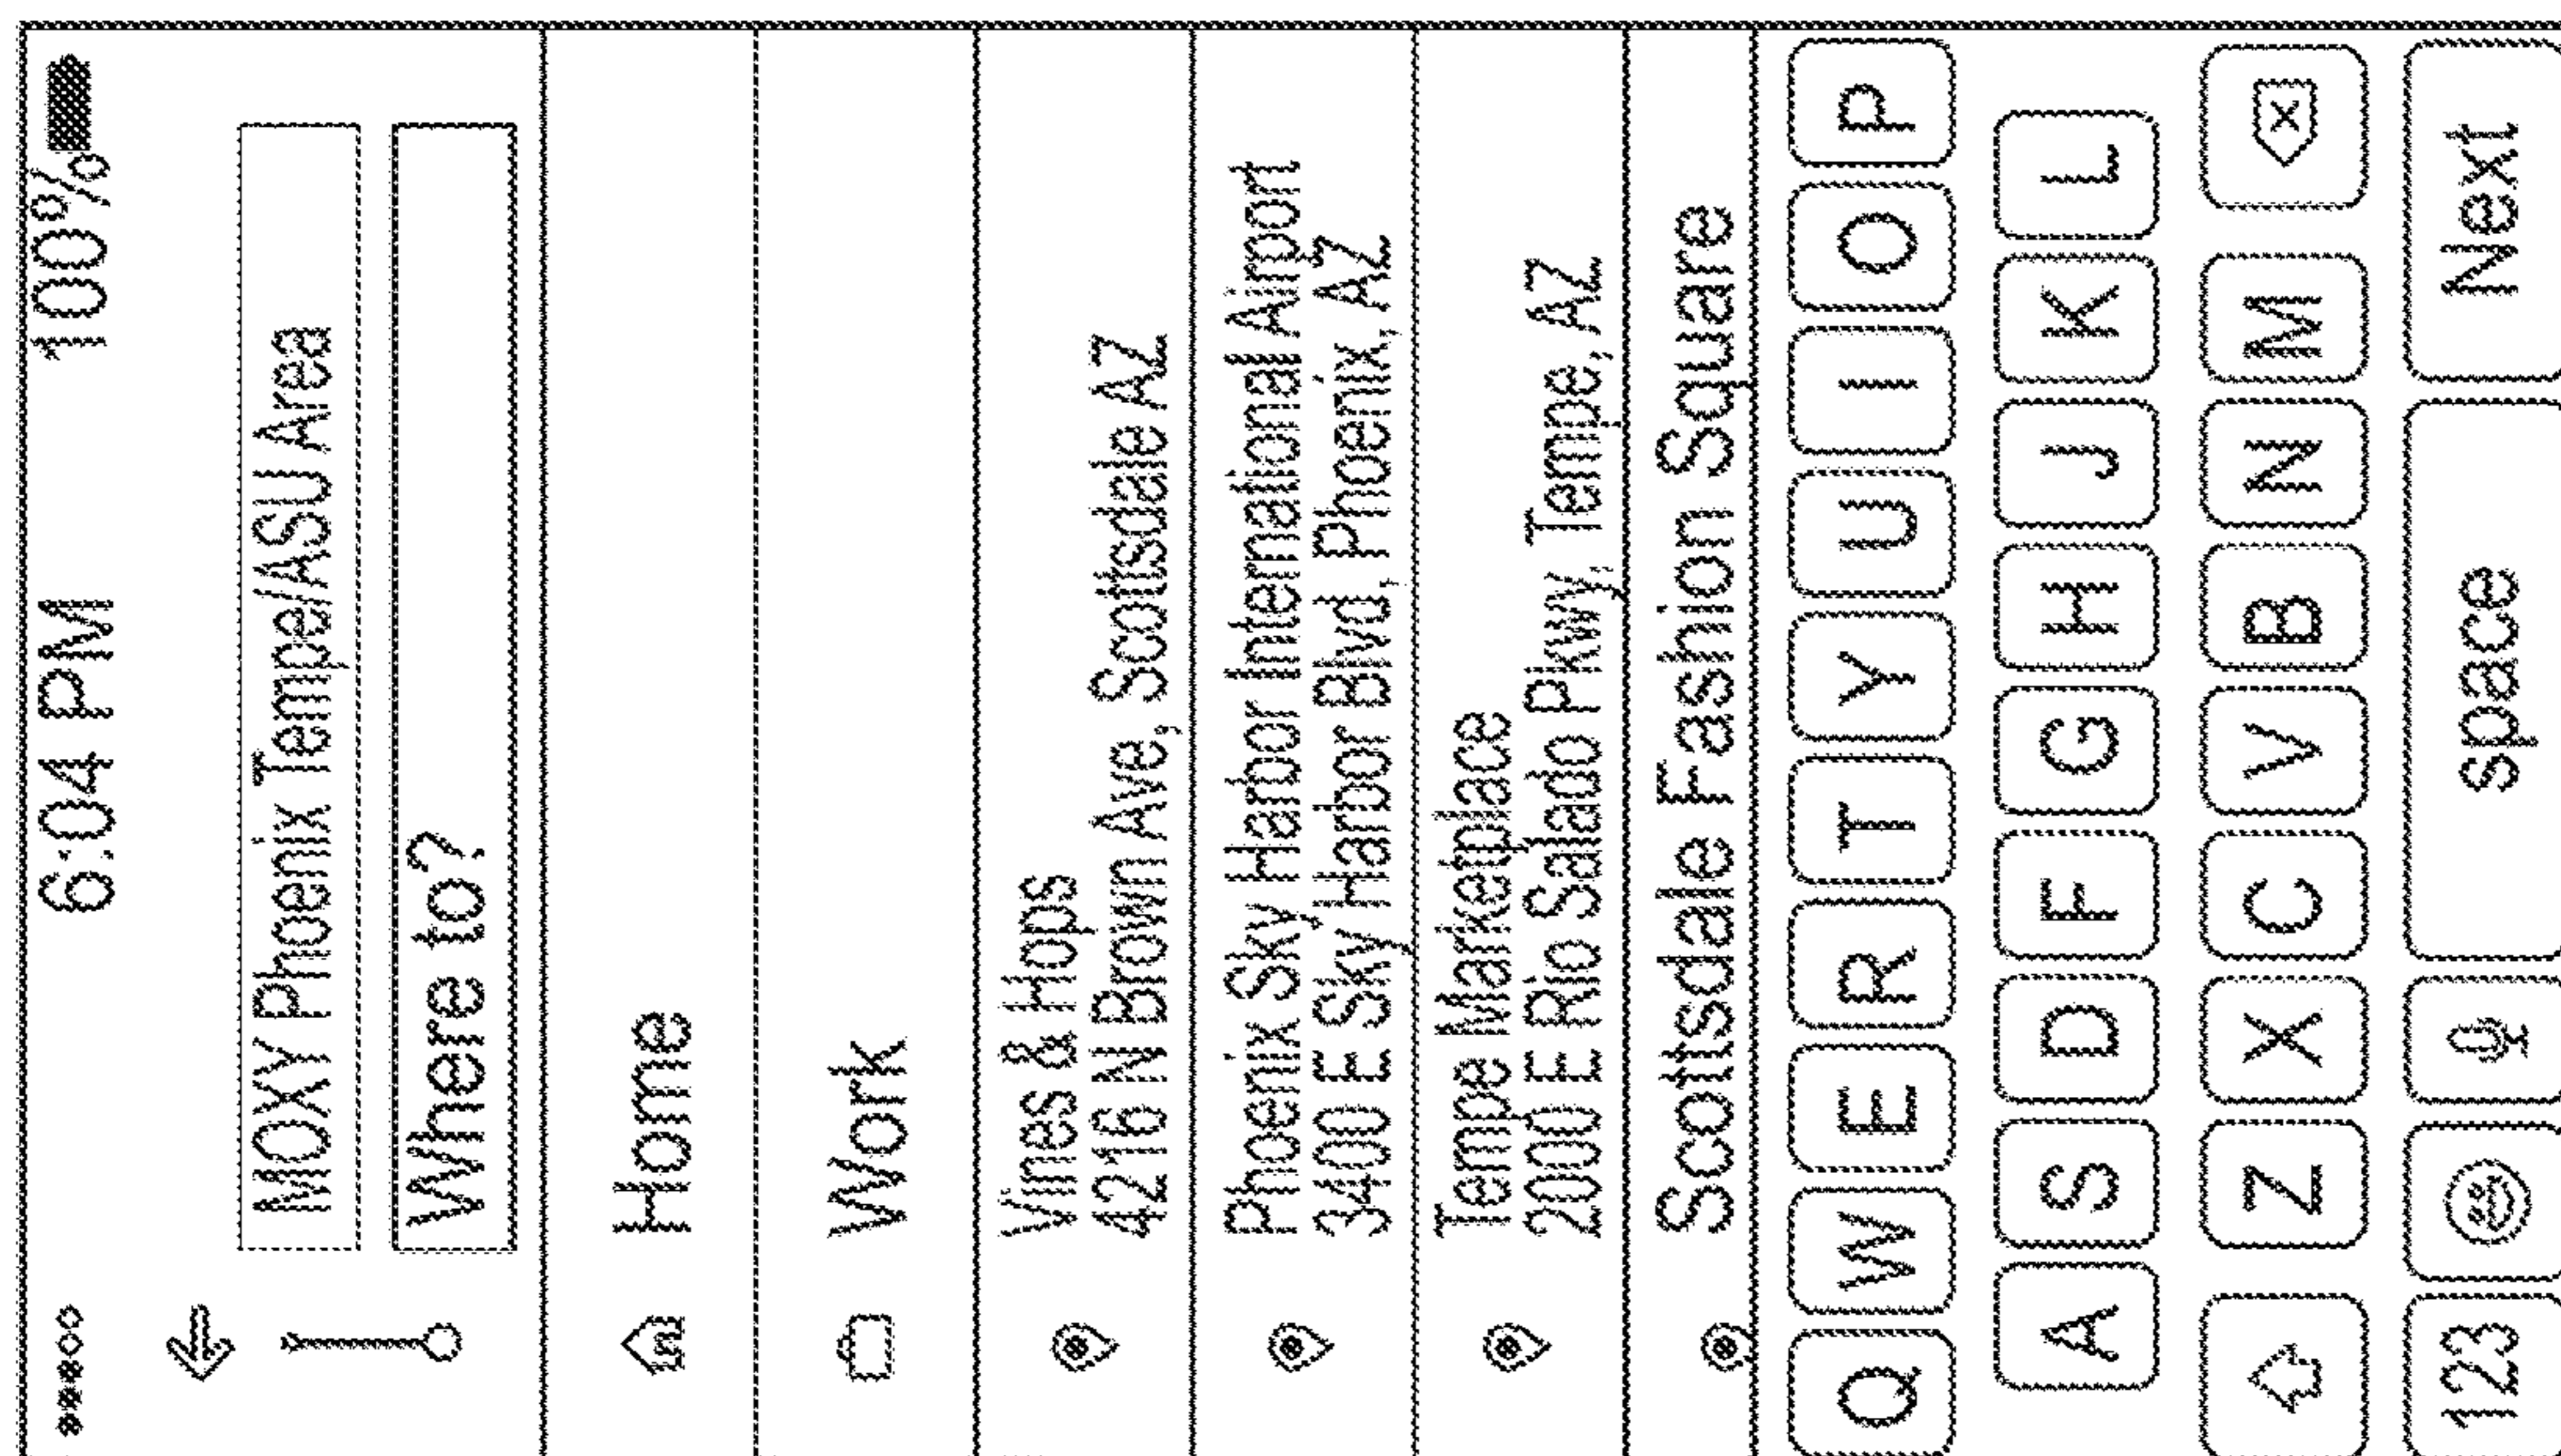 6:04 PM 100%
MOXY Phoenix Tempe/ASU Area
Where to?
Home
Work
Vines & Hops
4216 N Brown Ave, Scottsdale AZ
Phoenix Sky Harbor International Airport
3400 E Sky Harbor Blvd, Phoenix, AZ
Tempe Marketplace
2000 E Rio Salado Pkwy, Tempe, AZ
Scottsdale Fashion Square
Q W E R T Y U I O P
A S D F G H J K L
Z X C V B N M
123 space Next